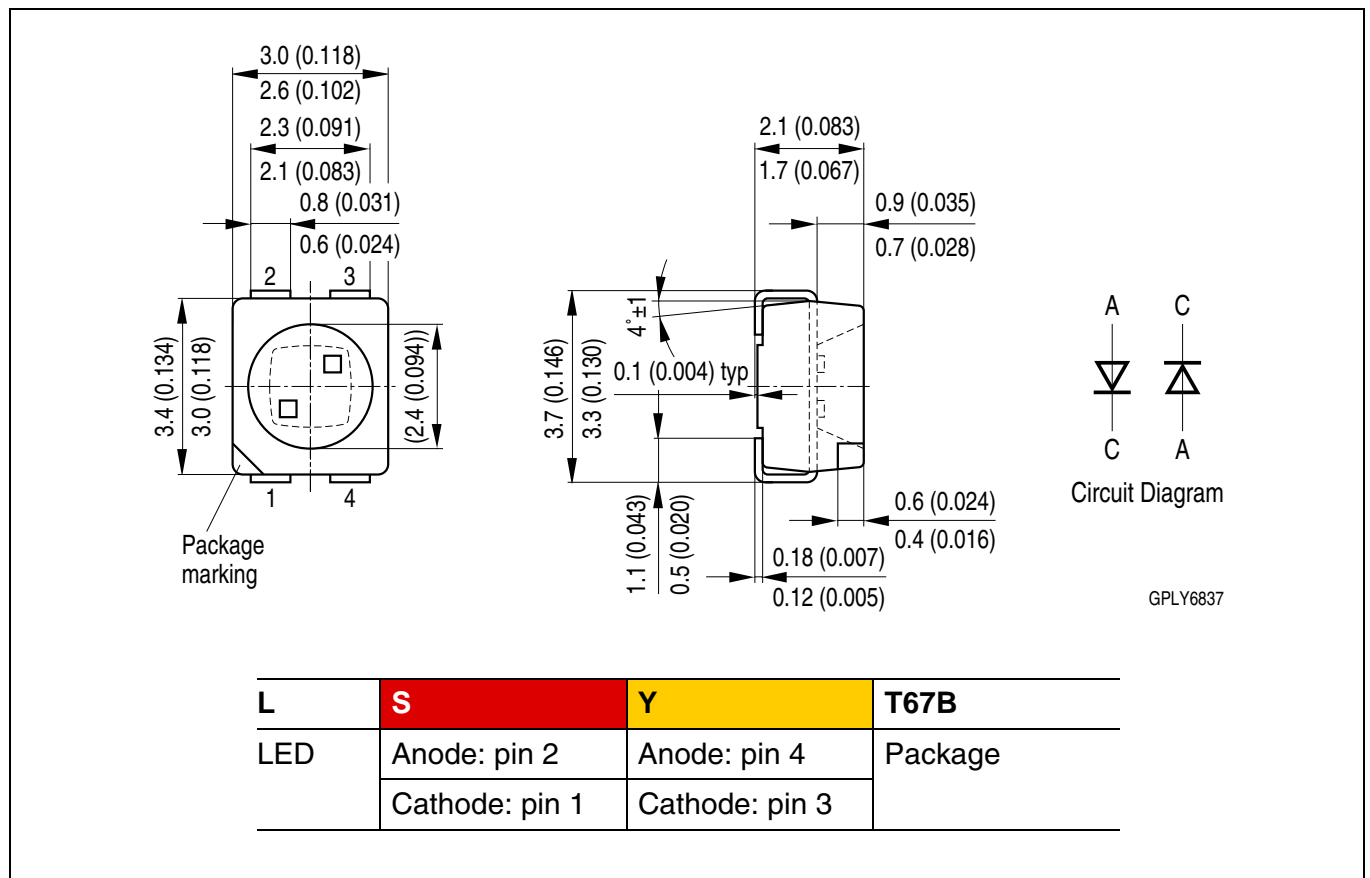 3.0 (0.118)
2.6 (0.102)
2.3 (0.091)
2.1 (0.083)
0.8 (0.031)
0.6 (0.024)
2
3
3.4 (0.134)
3.0 (0.118)
(2.4 (0.094))
1
4
Package
marking
2.1 (0.083)
1.7 (0.067)
0.9 (0.035)
0.7 (0.028)
4˚±1
0.1 (0.004) typ
3.7 (0.146)
3.3 (0.130)
1.1 (0.043)
0.5 (0.020)
0.6 (0.024)
0.4 (0.016)
0.18 (0.007)
0.12 (0.005)
A C
C A
Circuit Diagram
GPLY6837
L S Y T67B
LED Anode: pin 2 Anode: pin 4 Package
Cathode: pin 1 Cathode: pin 3